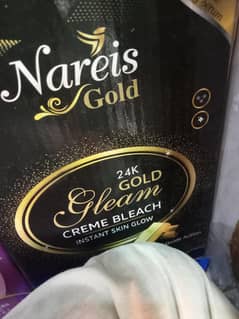 Nareis
Gold
24K
GOLD
Gleam
CREME BLEACH
INSTANT SKIN GLOW